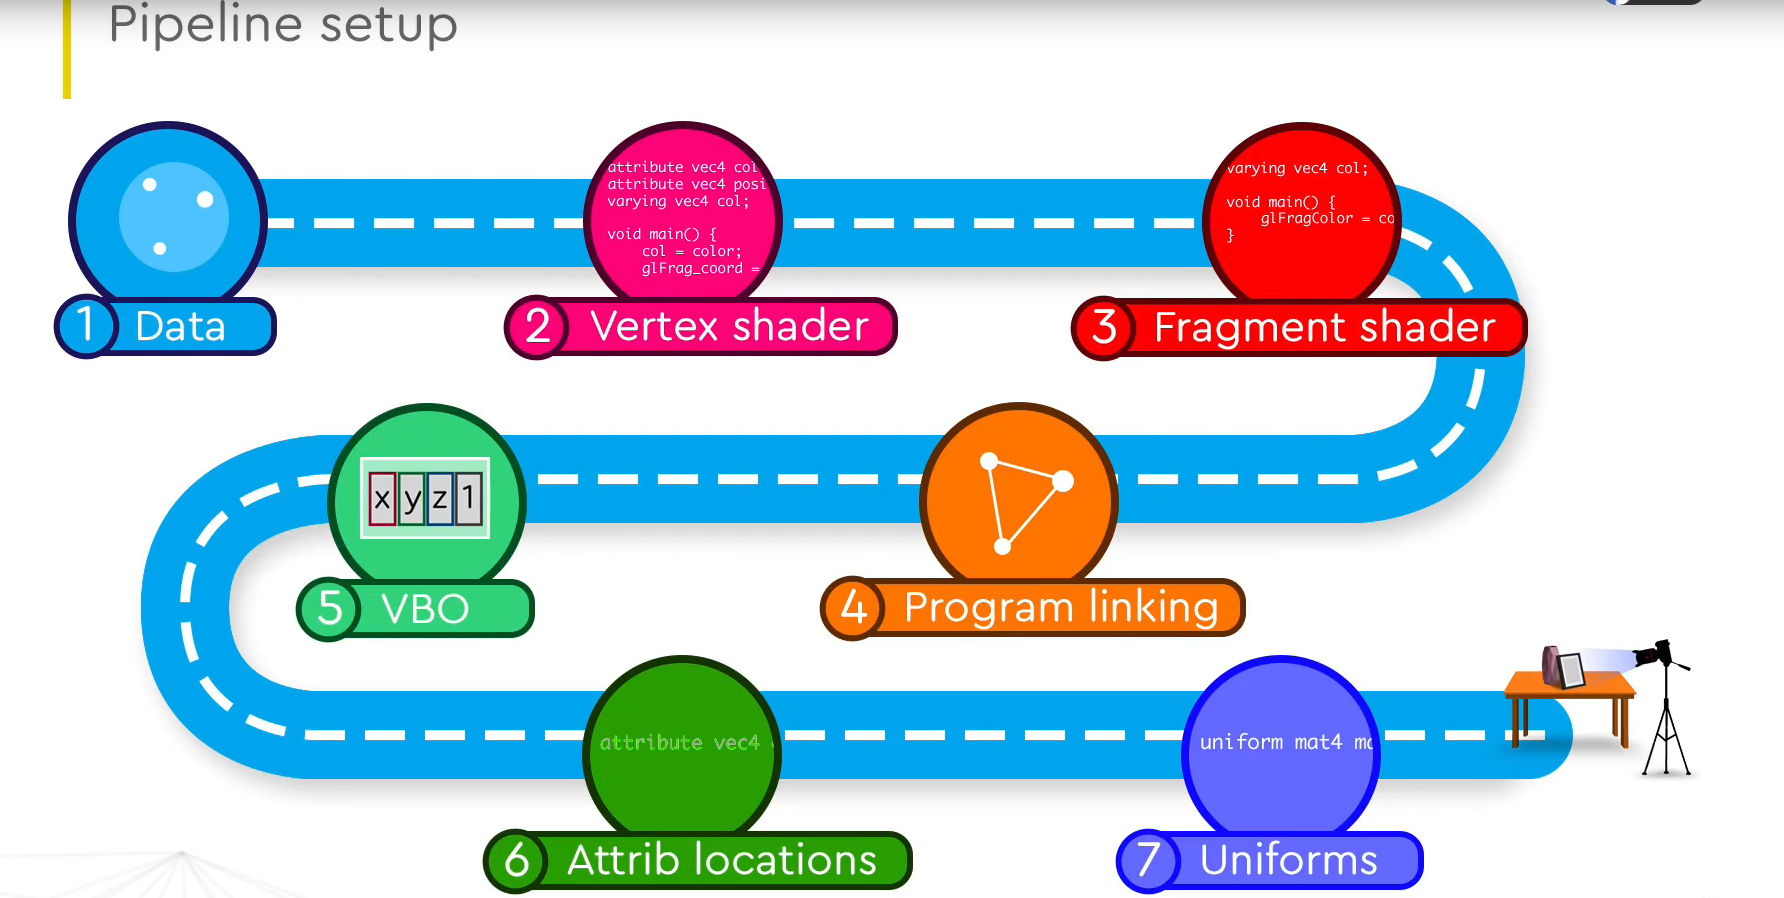 Pipeline setup
attribute vec4 col
attribute vec4 posi
varying vec4 col;
void main() {
col = color;
glFrag_coord =
varying vec4 col;
void main() {
glFragColor = co
}
1 Data
2 Vertex shader
3 Fragment shader
x y z 1
5 VBO
4 Program linking
attribute vec4
uniform mat4 mo
6 Attrib locations
7 Uniforms